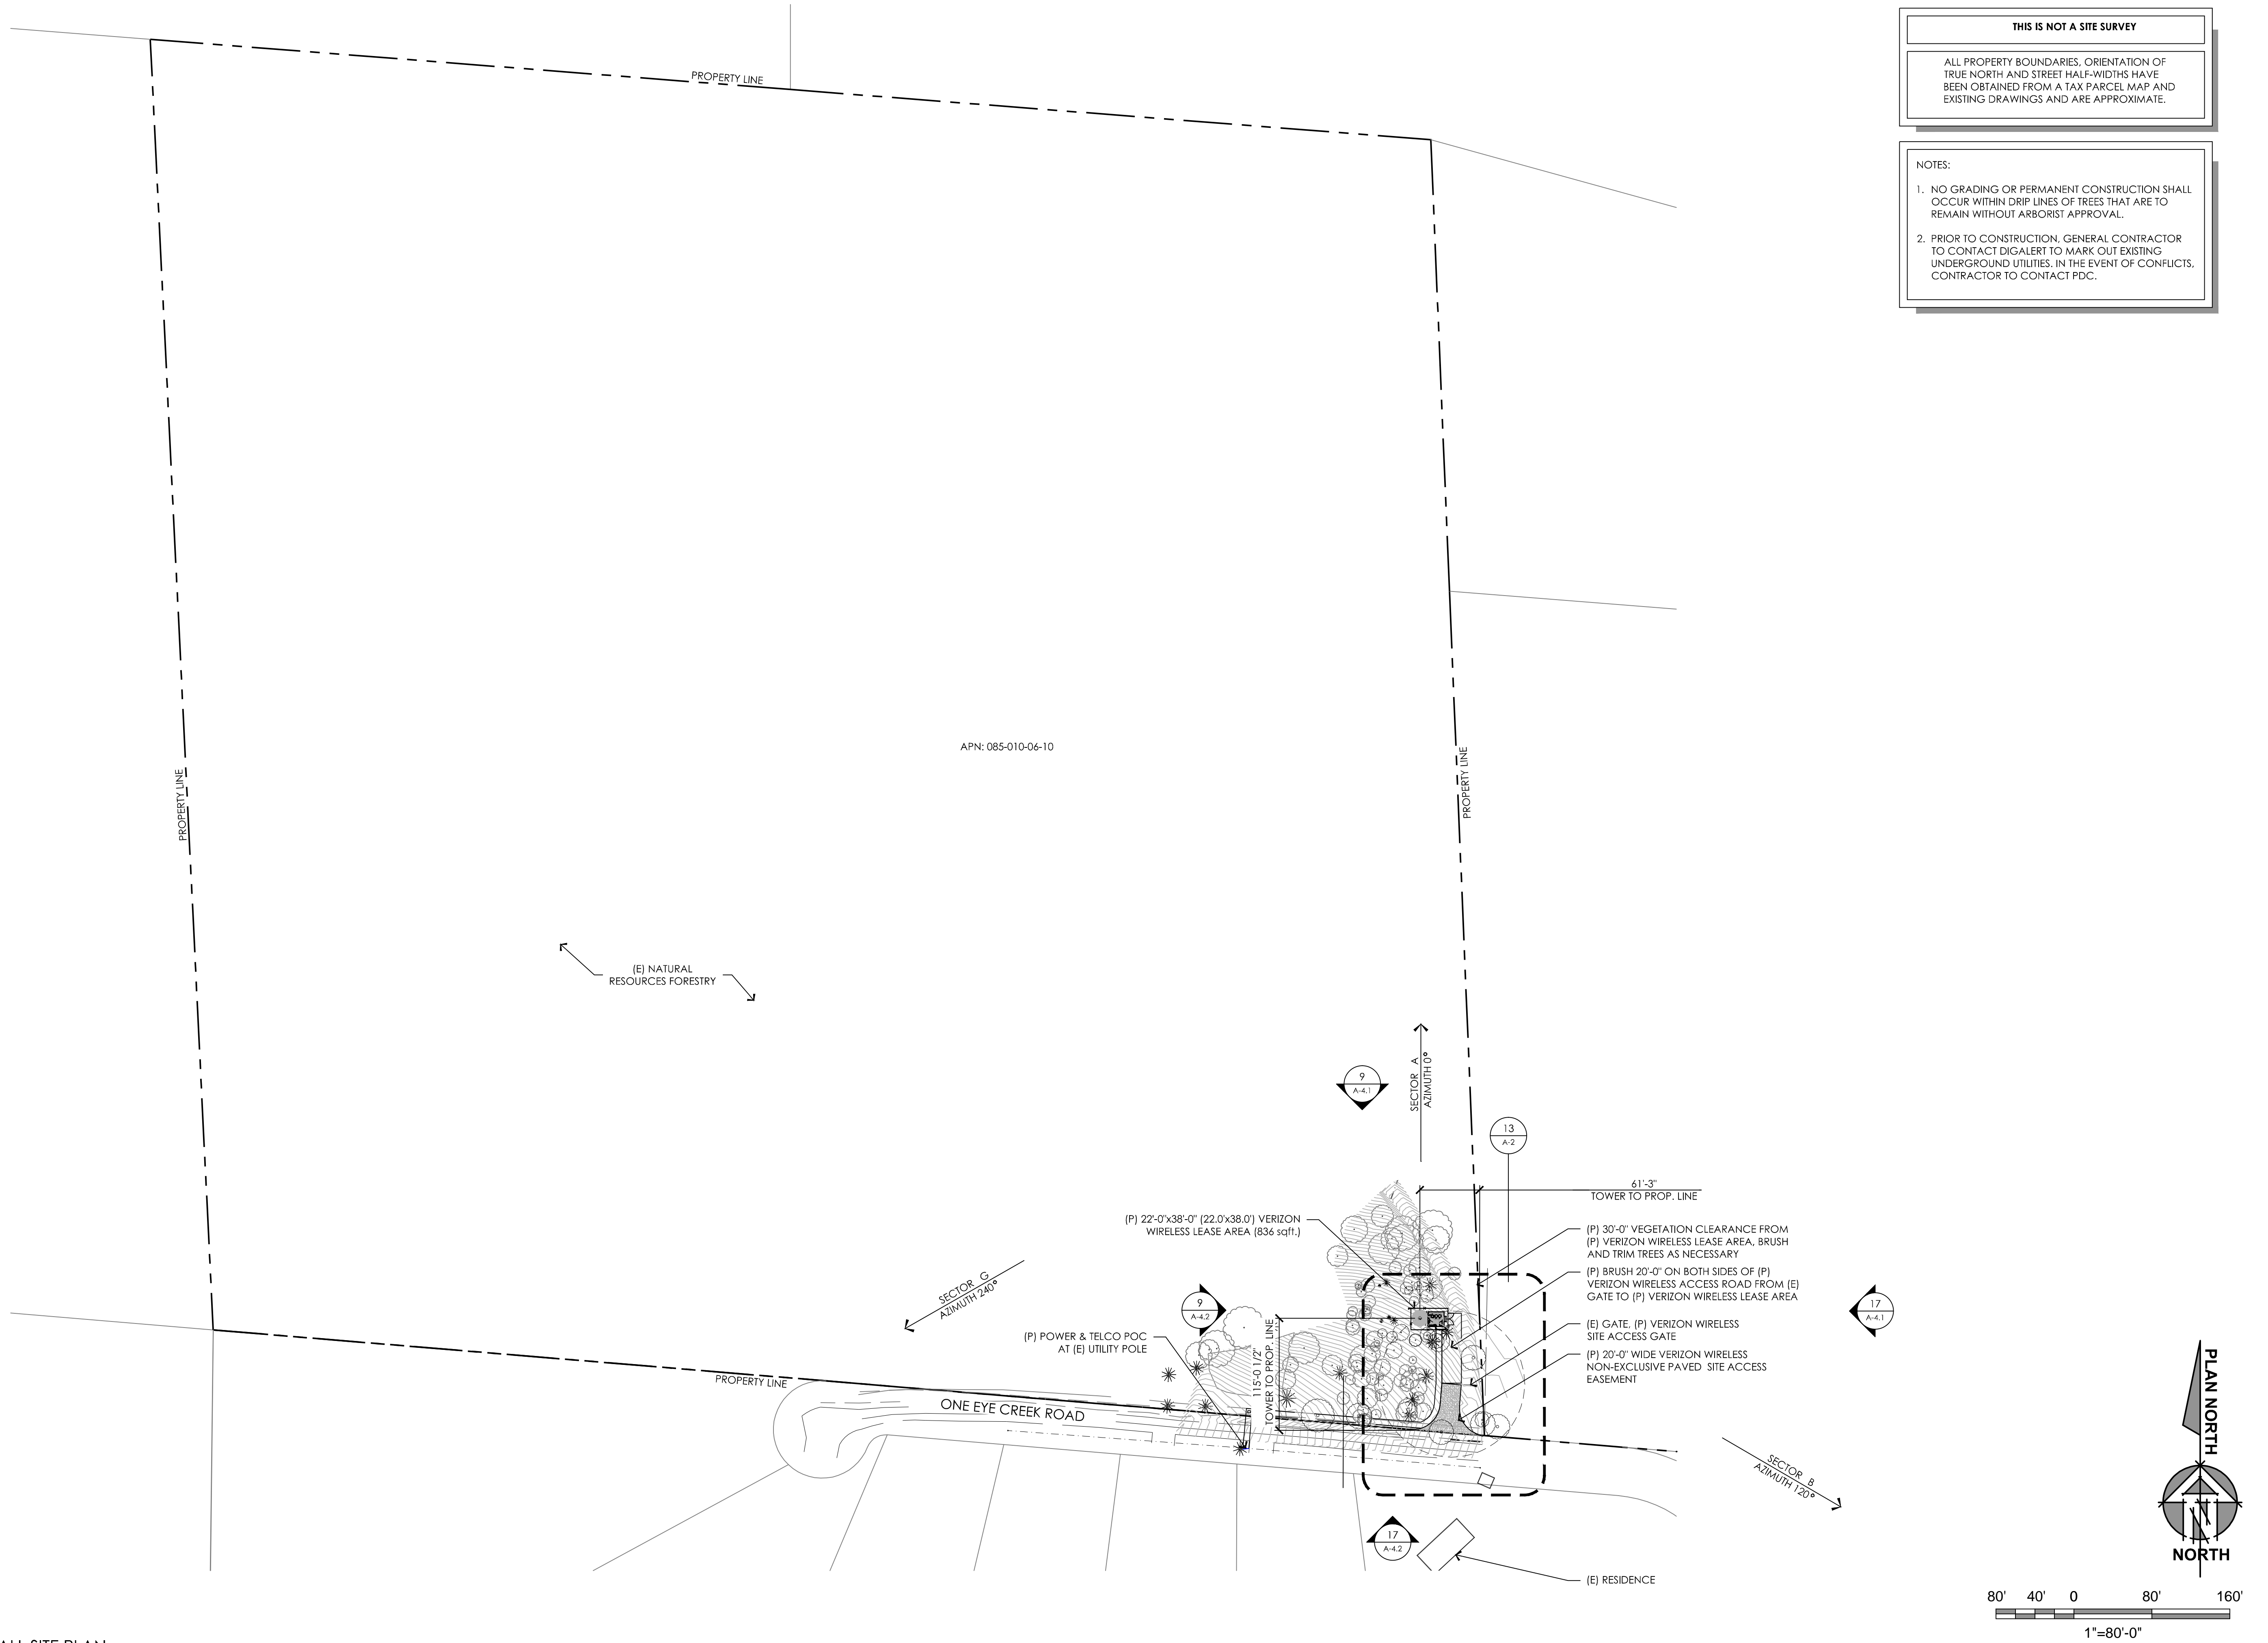 THIS IS NOT A SITE SURVEY
ALL PROPERTY BOUNDARIES, ORIENTATION OF
TRUE NORTH AND STREET HALF-WIDTHS HAVE
BEEN OBTAINED FROM A TAX PARCEL MAP AND
EXISTING DRAWINGS AND ARE APPROXIMATE.
NOTES:
1. NO GRADING OR PERMANENT CONSTRUCTION SHALL
OCCUR WITHIN DRIP LINES OF TREES THAT ARE TO
REMAIN WITHOUT ARBORIST APPROVAL.
2. PRIOR TO CONSTRUCTION, GENERAL CONTRACTOR
TO CONTACT DIGALERT TO MARK OUT EXISTING
UNDERGROUND UTILITIES. IN THE EVENT OF CONFLICTS,
CONTRACTOR TO CONTACT PDC.
PROPERTY LINE
APN: 085-010-06-10
PROPERTY LINE
PROPERTY LINE
(E) NATURAL
RESOURCES FORESTRY
SECTOR A
AZIMUTH 0°
9
A-4.1
13
A-2
61'-3"
TOWER TO PROP. LINE
(P) 22'-0"x38'-0" (22.0'x38.0') VERIZON
WIRELESS LEASE AREA (836 sqft.)
(P) 30'-0" VEGETATION CLEARANCE FROM
(P) VERIZON WIRELESS LEASE AREA, BRUSH
AND TRIM TREES AS NECESSARY
(P) BRUSH 20'-0" ON BOTH SIDES OF (P)
VERIZON WIRELESS ACCESS ROAD FROM (E)
GATE TO (P) VERIZON WIRELESS LEASE AREA
SECTOR G
AZIMUTH 240°
9
A-4.2
17
A-4.1
(E) GATE, (P) VERIZON WIRELESS
SITE ACCESS GATE
(P) POWER & TELCO POC
AT (E) UTILITY POLE
115'-0 1/2"
TOWER TO PROP. LINE
(P) 20'-0" WIDE VERIZON WIRELESS
NON-EXCLUSIVE PAVED SITE ACCESS
EASEMENT
PROPERTY LINE
ONE EYE CREEK ROAD
SECTOR B
AZIMUTH 120°
17
A-4.2
(E) RESIDENCE
PLAN NORTH
NORTH
80' 40' 0 80' 160'
1"=80'-0"